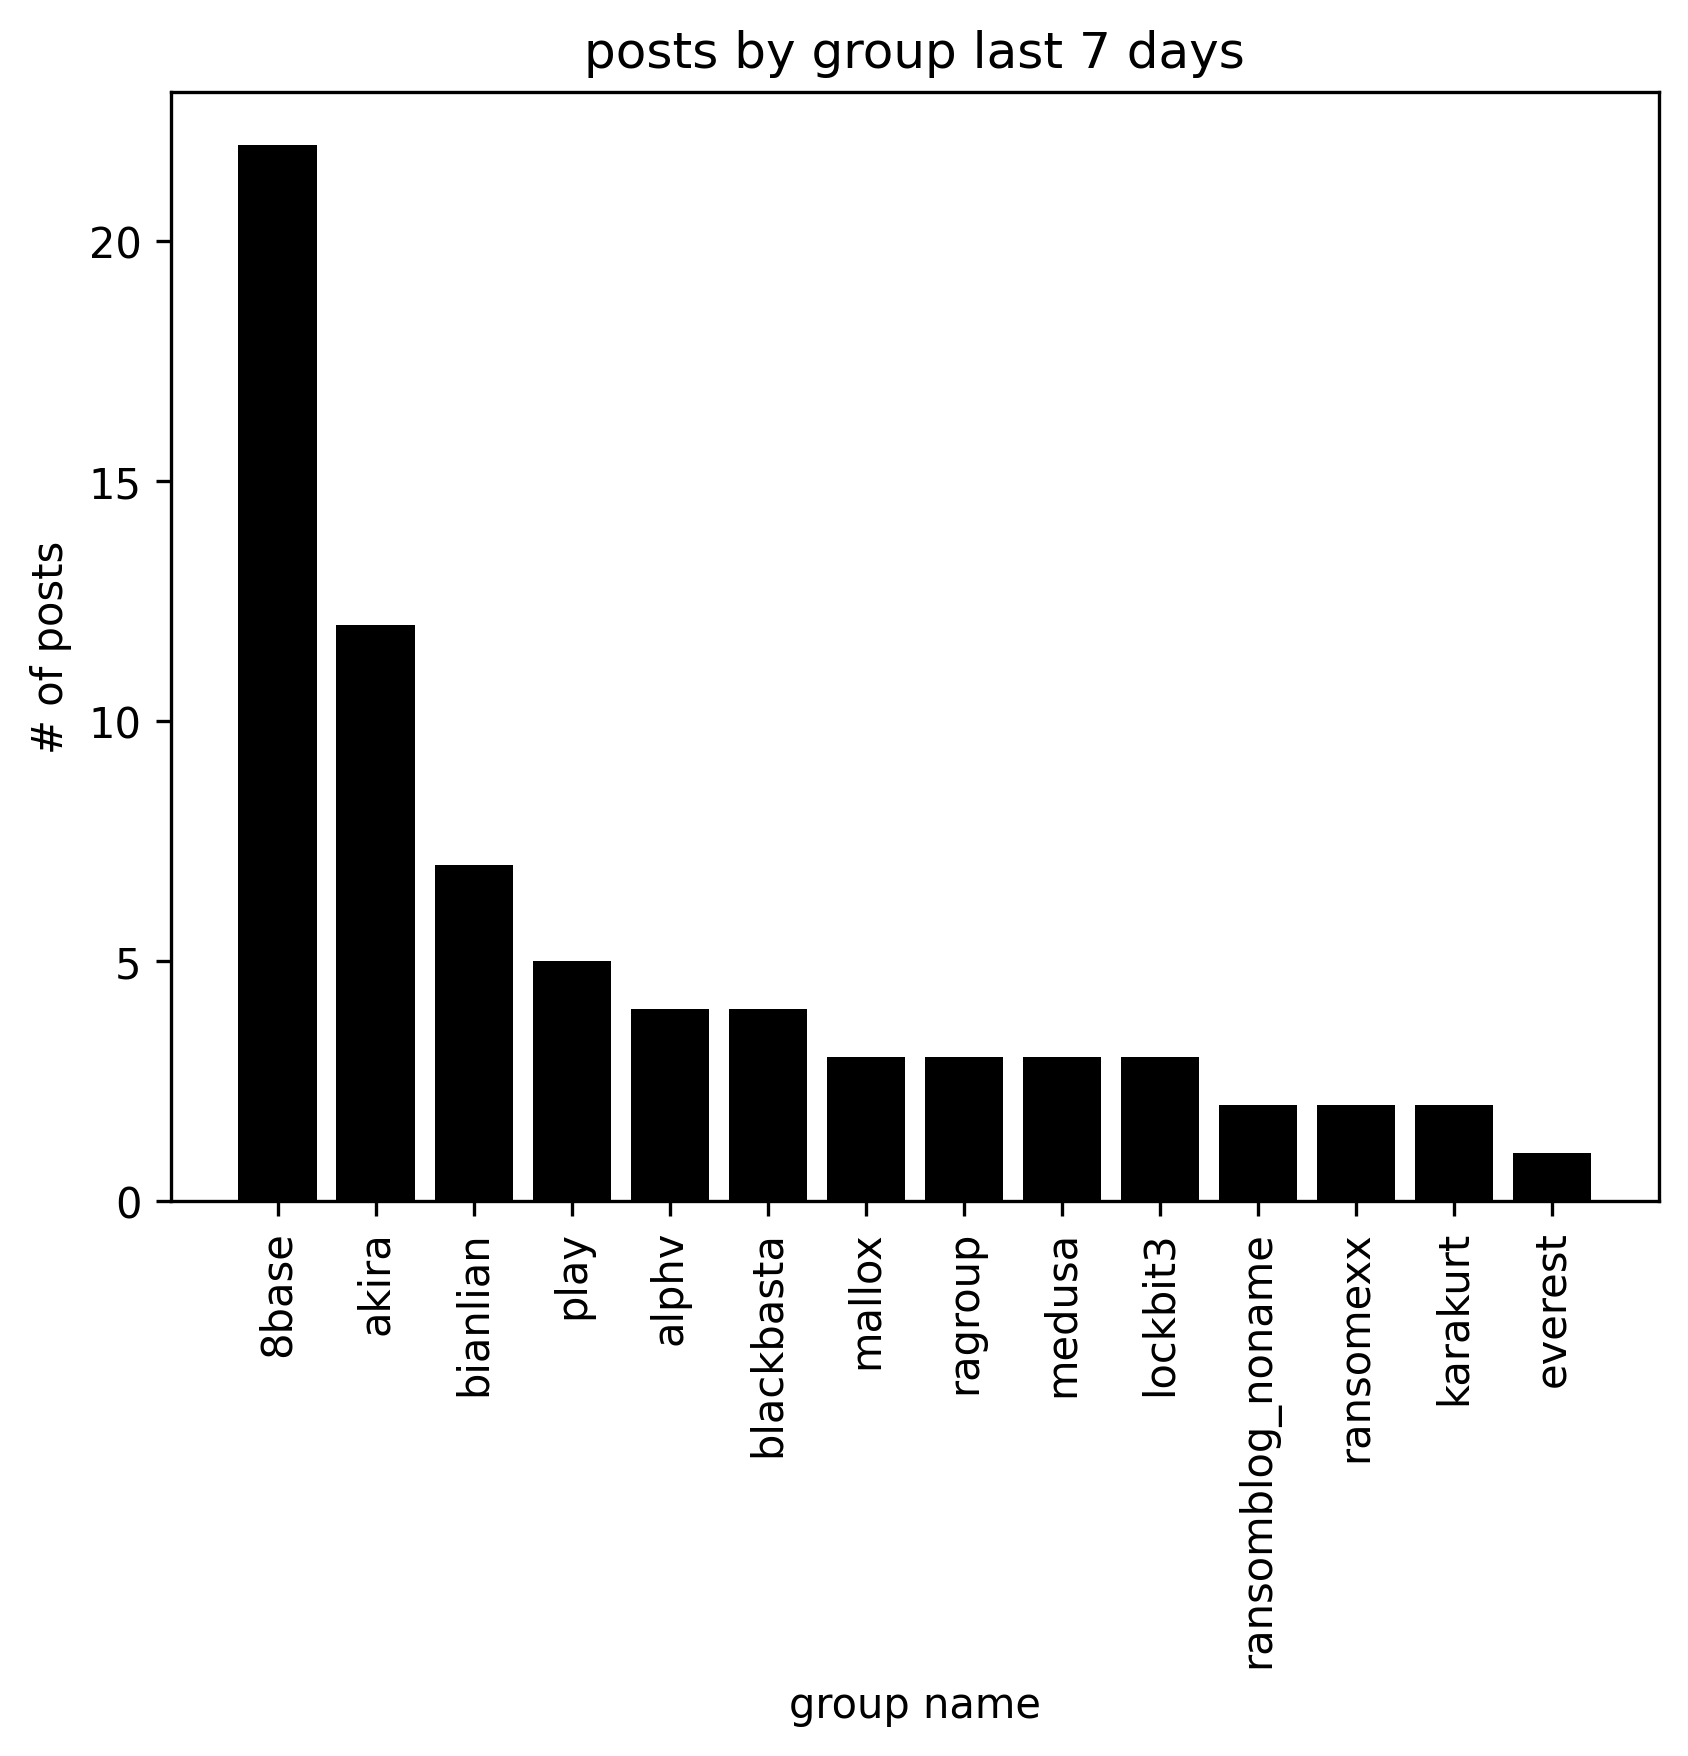 posts by group last 7 days
# of posts
20
15
10
5
0
8base
akira
bianlian
play
alphv
blackbasta
mallox
ragroup
medusa
lockbit3
ransomblog_noname
ransomexx
karakurt
everest
group name